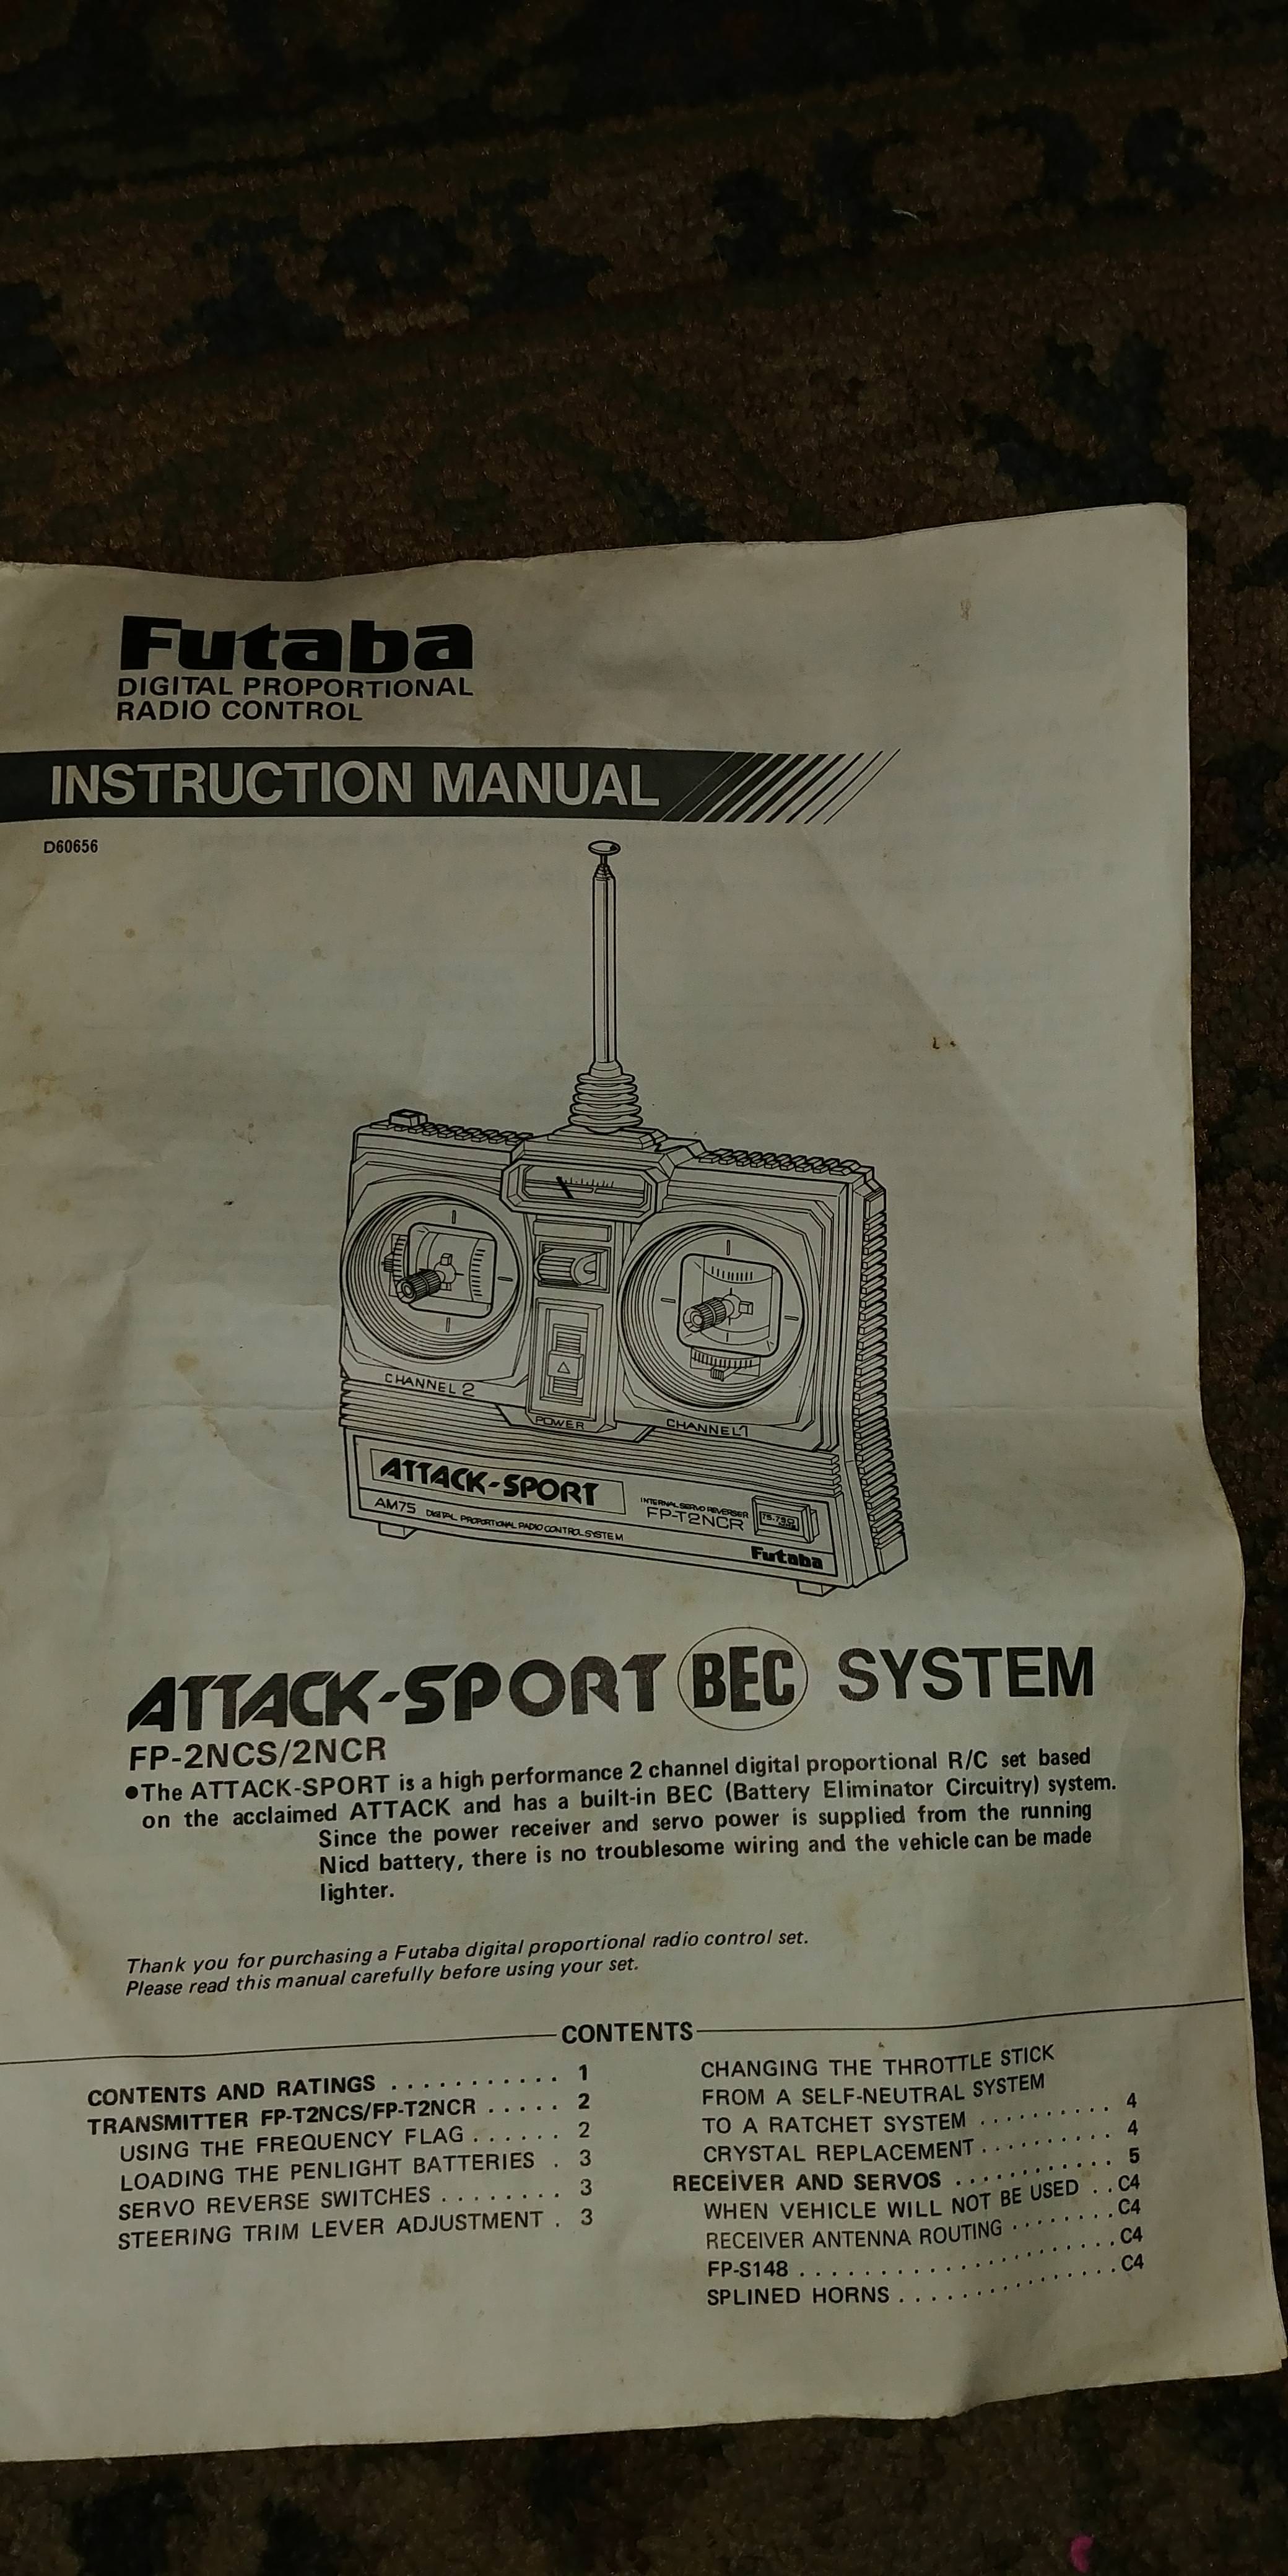 Futaba
DIGITAL PROPORTIONAL
RADIO CONTROL
INSTRUCTION MANUAL
D60656
CHANNEL 2
POWER
CHANNEL 1
ATTACK-SPORT
INTERNAL SERVO REVERSER
FP-T2NCR
AM75 DIGITAL PROPORTIONAL RADIO CONTROL SYSTEM
Futaba
ATTACK-SPORT BEC SYSTEM
FP-2NCS/2NCR
●The ATTACK-SPORT is a high performance 2 channel digital proportional R/C set based
on the acclaimed ATTACK and has a built-in BEC (Battery Eliminator Circuitry) system.
Since the power receiver and servo power is supplied from the running
Nicd battery, there is no troublesome wiring and the vehicle can be made
lighter.
Thank you for purchasing a Futaba digital proportional radio control set.
Please read this manual carefully before using your set.
CONTENTS
CONTENTS AND RATINGS . . . . . . . . . . . 1
TRANSMITTER FP-T2NCS/FP-T2NCR . . . . . 2
USING THE FREQUENCY FLAG . . . . . . 2
LOADING THE PENLIGHT BATTERIES . 3
SERVO REVERSE SWITCHES . . . . . . . . 3
STEERING TRIM LEVER ADJUSTMENT . 3
CHANGING THE THROTTLE STICK
FROM A SELF-NEUTRAL SYSTEM
TO A RATCHET SYSTEM . . . . . . . . . . 4
CRYSTAL REPLACEMENT . . . . . . . . . . 4
RECEIVER AND SERVOS . . . . . . . . . . . . 5
WHEN VEHICLE WILL NOT BE USED . . C4
RECEIVER ANTENNA ROUTING . . . . . . . . C4
FP-S148 . . . . . . . . . . . . . . . . . . . . . . C4
SPLINED HORNS . . . . . . . . . . . . . . . . C4